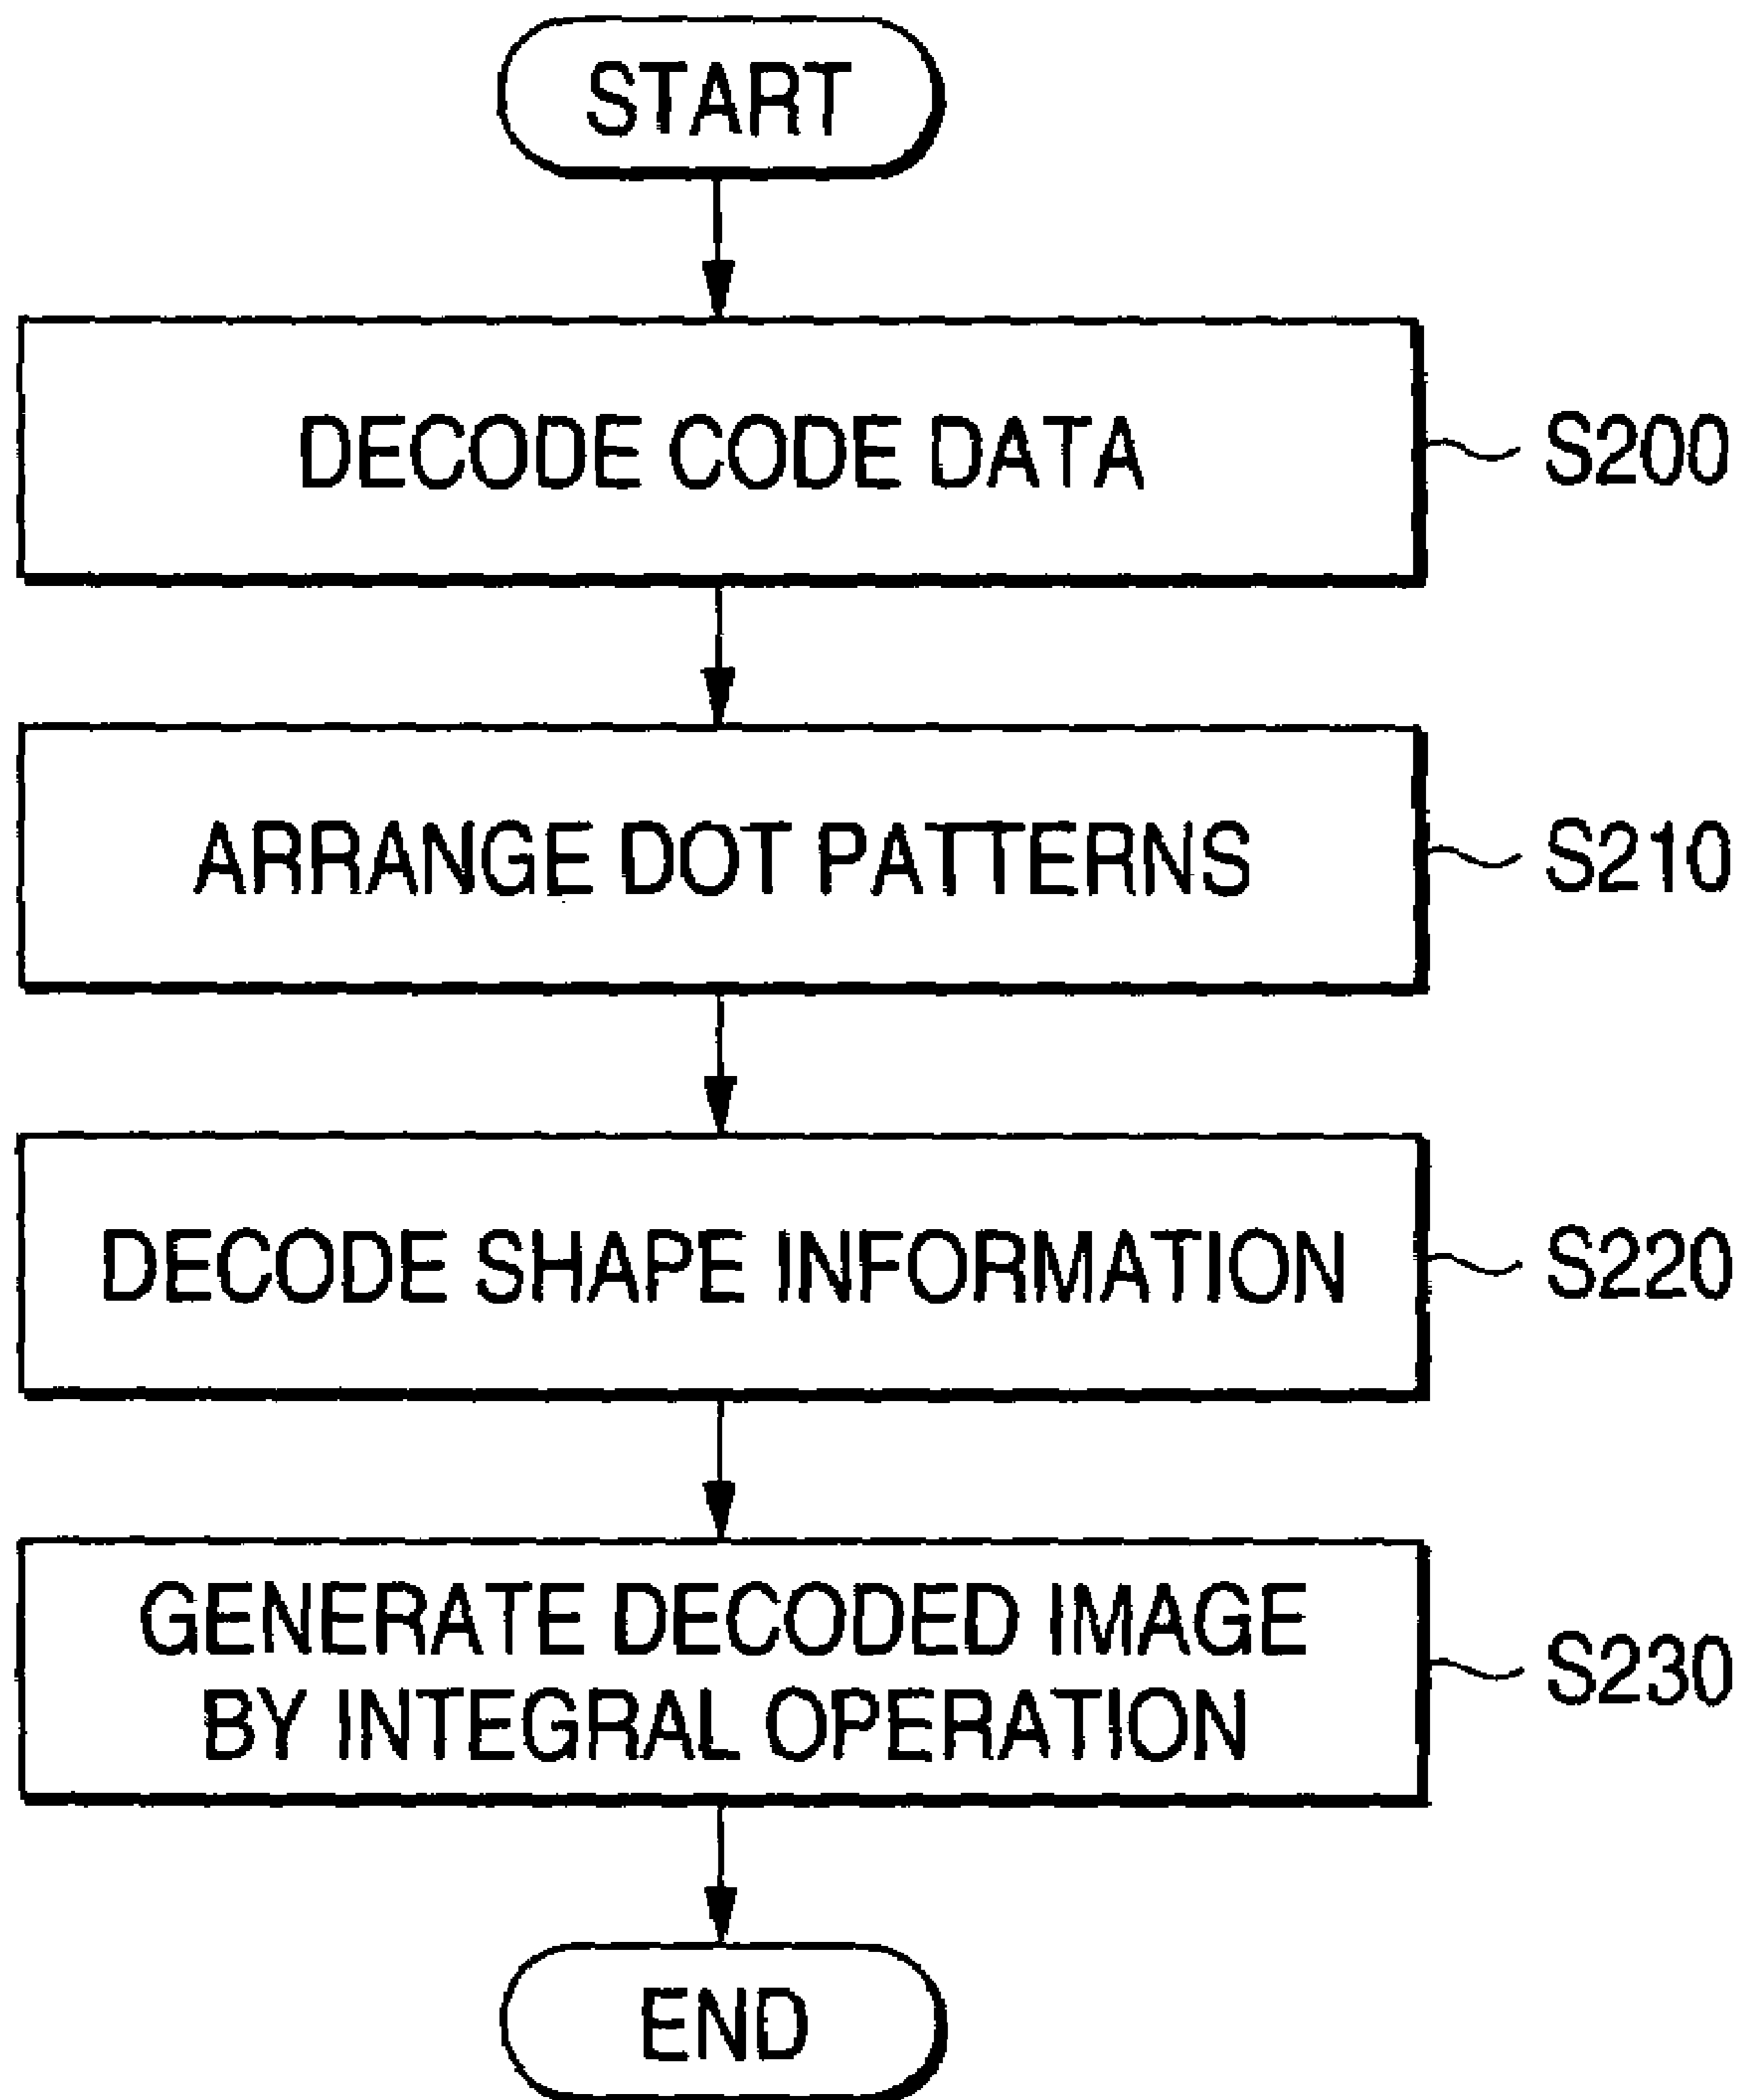 START
DECODE CODE DATA
S200
ARRANGE DOT PATTERNS
S210
DECODE SHAPE INFORMATION
S220
GENERATE DECODED IMAGE
BY INTEGRAL OPERATION
S230
END